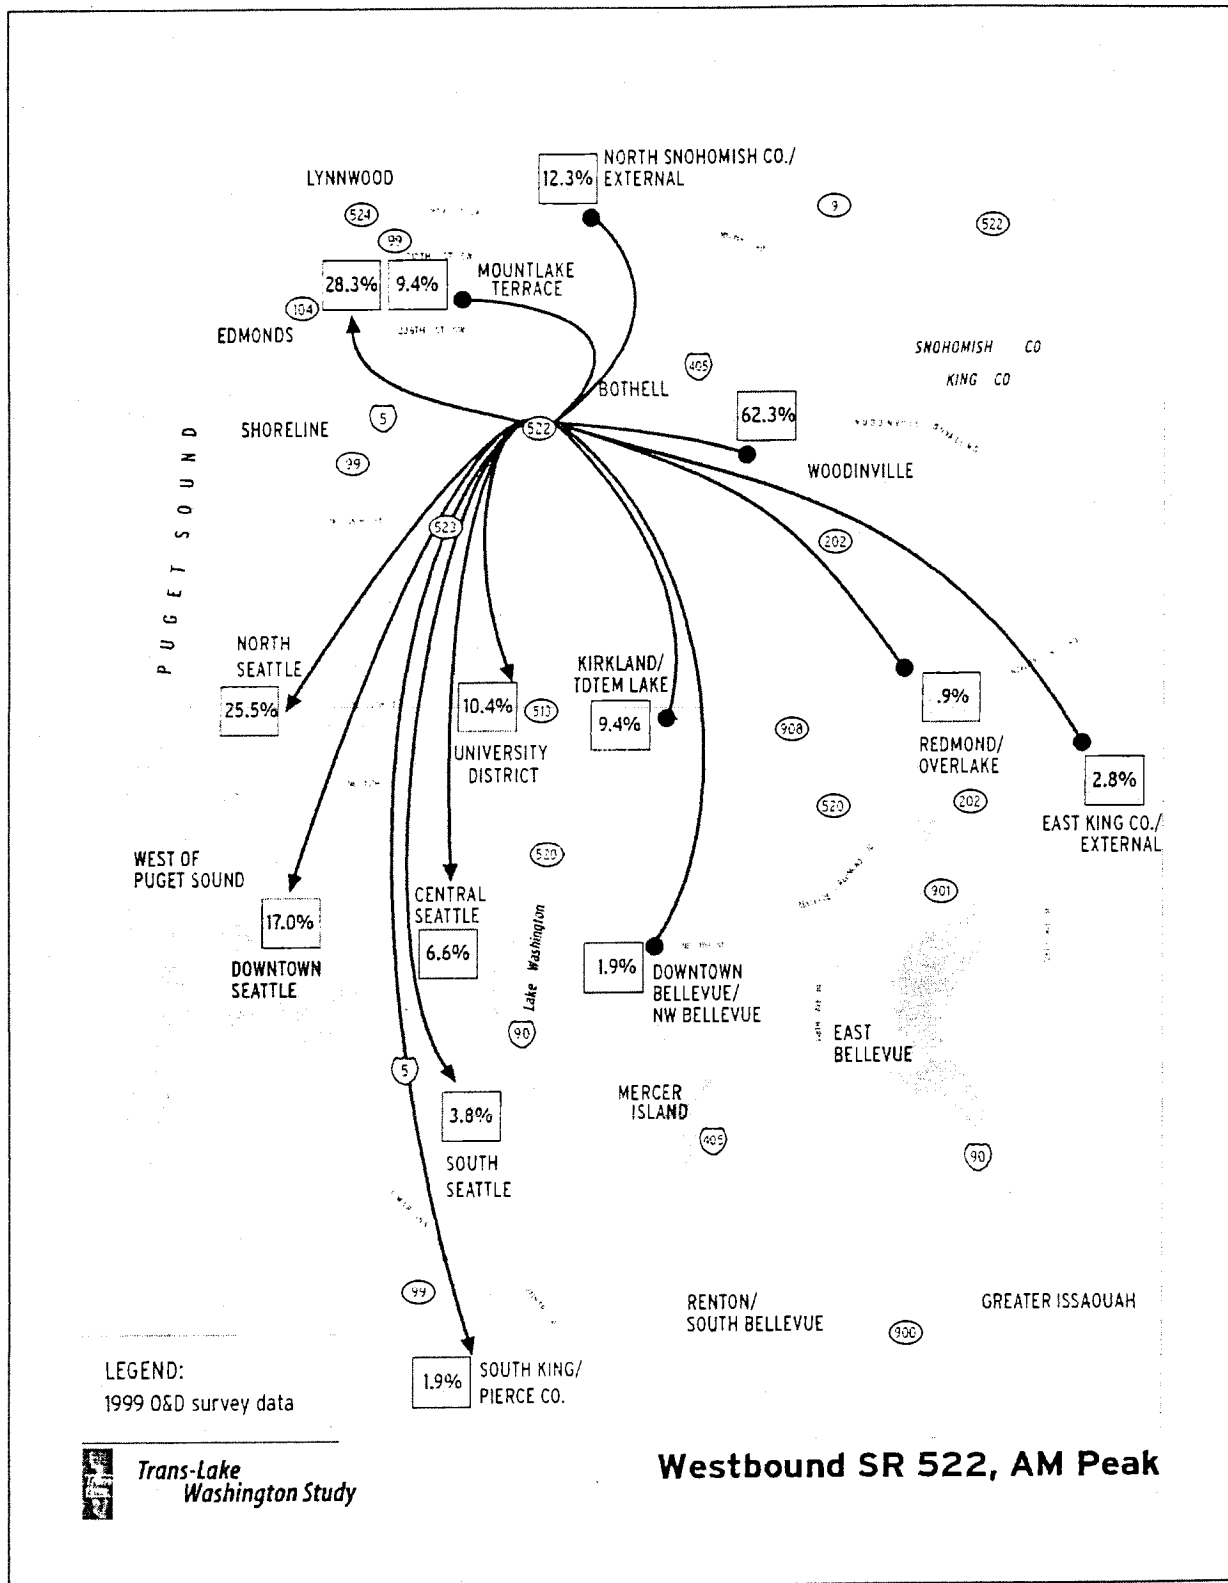 NORTH SNOHOMISH CO./
EXTERNAL
12.3%
LYNNWOOD
524
9
522
99
MOUNTLAKE
TERRACE
28.3%
9.4%
104
EDMONDS
SNOHOMISH CO
KING CO
405
BOTHELL
62.3%
5
SHORELINE
522
WOODINVILLE
99
PUGET SOUND
523
202
NORTH
SEATTLE
25.5%
KIRKLAND/
TOTEM LAKE
9.4%
10.4%
513
UNIVERSITY
DISTRICT
.9%
908
REDMOND/
OVERLAKE
2.8%
520
202
EAST KING CO./
EXTERNAL
WEST OF
PUGET SOUND
520
901
CENTRAL
SEATTLE
6.6%
17.0%
DOWNTOWN
SEATTLE
Lake Washington
1.9%
DOWNTOWN
BELLEVUE/
NW BELLEVUE
90
EAST
BELLEVUE
5
MERCER
ISLAND
3.8%
405
90
SOUTH
SEATTLE
99
RENTON/
SOUTH BELLEVUE
GREATER ISSAQUAH
900
1.9%
SOUTH KING/
PIERCE CO.
LEGEND:
1999 O&D survey data
Trans-Lake
Washington Study
Westbound SR 522, AM Peak